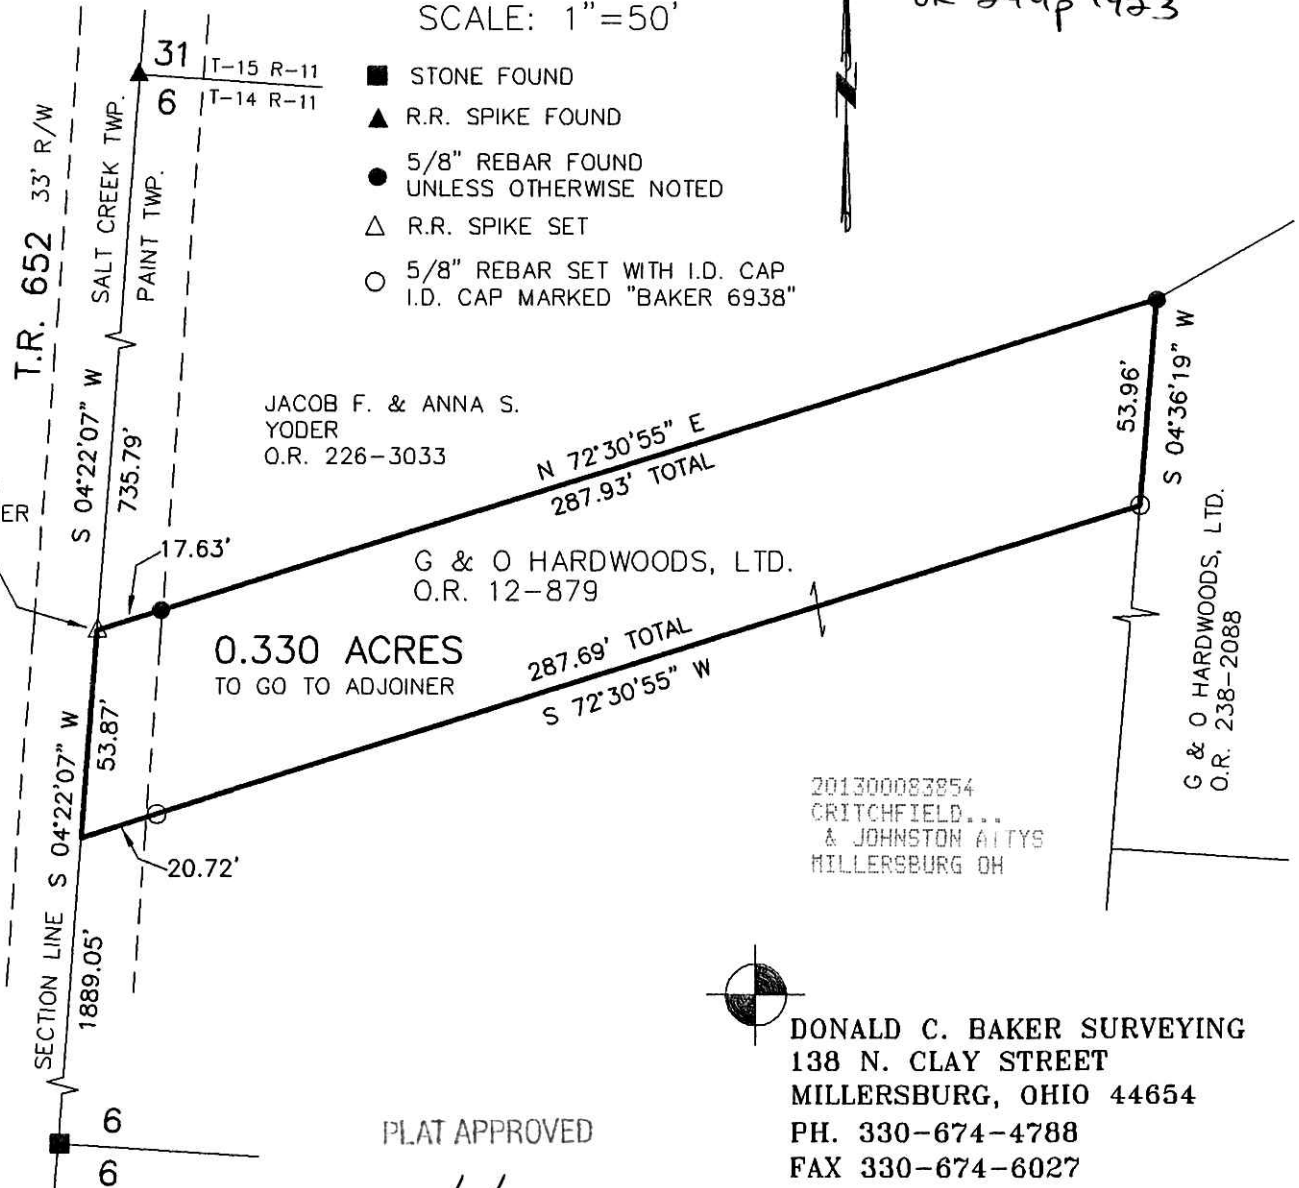 SCALE: 1"=50'
31
T-15 R-11
6
T-14 R-11
STONE FOUND
R.R. SPIKE FOUND
5/8" REBAR FOUND
UNLESS OTHERWISE NOTED
R.R. SPIKE SET
5/8" REBAR SET WITH I.D. CAP
I.D. CAP MARKED "BAKER 6938"
T.R. 652 33' R/W
SALT CREEK TWP.
PAINT TWP.
S 04°22'07" W
735.79'
JACOB F. & ANNA S.
YODER
O.R. 226-3033
N 72°30'55" E
287.93' TOTAL
53.96'
S 04°36'19" W
ER
17.63'
G & O HARDWOODS, LTD.
O.R. 12-879
G & O HARDWOODS, LTD.
O.R. 238-2088
0.330 ACRES
TO GO TO ADJOINER
287.69' TOTAL
S 72°30'55" W
53.87'
SECTION LINE S 04°22'07" W
20.72'
1889.05'
201300083854
CRITCHFIELD...
& JOHNSTON ATTYS
MILLERSBURG OH
DONALD C. BAKER SURVEYING
138 N. CLAY STREET
MILLERSBURG, OHIO 44654
PH. 330-674-4788
FAX 330-674-6027
6
6
PLAT APPROVED